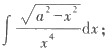 ∫ √(a² − x²) / x⁴ dx;